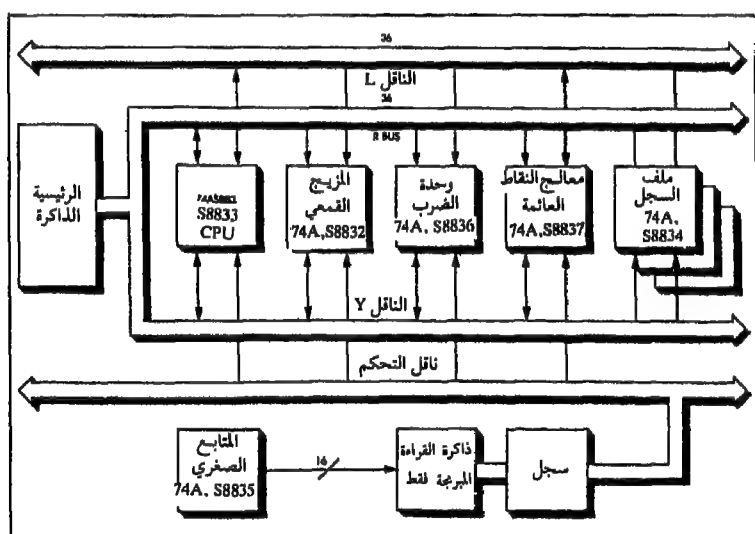 36
الناقل L
36
R BUS
الرئيسية
الذاكرة
S8833
CPU
المزيج
القمعي
74A,S8832
وحدة
الضرب
74A, S8836
معالج النقاط
العائمة
74A,S8837
ملف
السجل
74A,
S8834
الناقل Y
ناقل التحكم
المتابع
الصغري
74A, S8835
16
ذاكرة القراءة
المبرمجة فقط
سجل